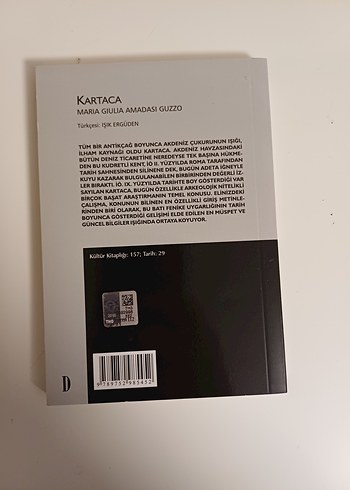 KARTACA
MARIA GIULIA AMADASI GUZZO
Türkçesi: IŞIK ERGÜDEN
TÜM BİR ANTİKÇAĞ BOYUNCA AKDENİZ ÇUKURUNUN IŞIĞI,
İLHAM KAYNAĞI OLDU KARTACA. AKDENİZ HAVZASINDAKİ
BÜTÜN DENİZ TİCARETİNE NEREDEYSE TEK BAŞINA HÜKME-
DEN BU KUDRETLİ KENT, İÖ II. YÜZYILDA ROMA TARAFINDAN
TARİH SAHNESİNDEN SİLİNENE DEK, BUGÜN ADETA İĞNEYLE
KUYU KAZARAK BULGULANABİLEN BİRBİRİNDEN DEĞERLİ İZ-
LER BIRAKTI. İÖ. IX. YÜZYILDA TARİHTE BOY GÖSTERDİĞİ VAR
SAYILAN KARTACA, BUGÜN ÖZELLİKLE ARKEOLOJİK NİTELİKLİ
BİRÇOK BAŞAT ARAŞTIRMANIN TEMEL KONUSU. ELİNİZDEKİ
ÇALIŞMA, KONUNUN BİLİNEN EN ÖZELLİKLİ GİRİŞ METİNLE-
RİNDEN BİRİ OLARAK, BU BATI FENİKE UYGARLIĞININ TARİH
BOYUNCA GÖSTERDİĞİ GELİŞİMİ ELDE EDİLEN EN MÜSPET VE
GÜNCEL BİLGİLER IŞIĞINDA ORTAYA KOYUYOR.
Kültür Kitaplığı: 157; Tarih: 29
D
9 789752 985452